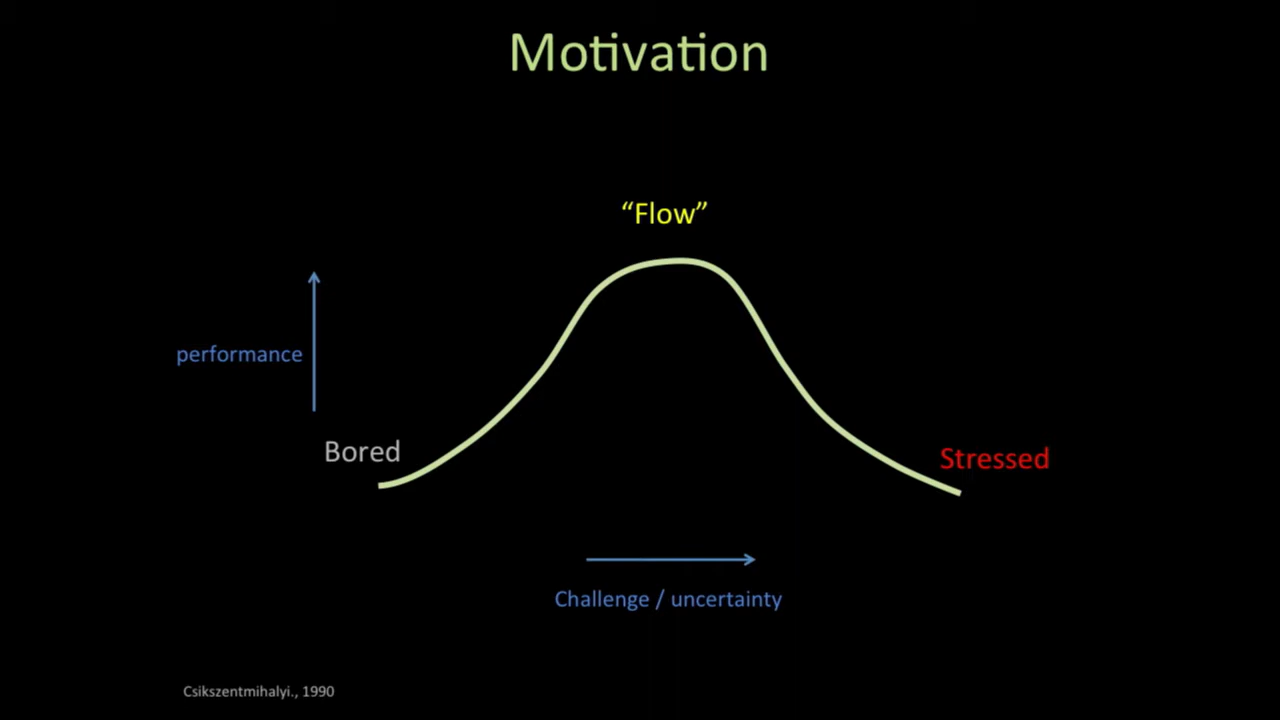 Motivation
“Flow”
performance
Bored
Stressed
Challenge / uncertainty
Csikszentmihalyi., 1990